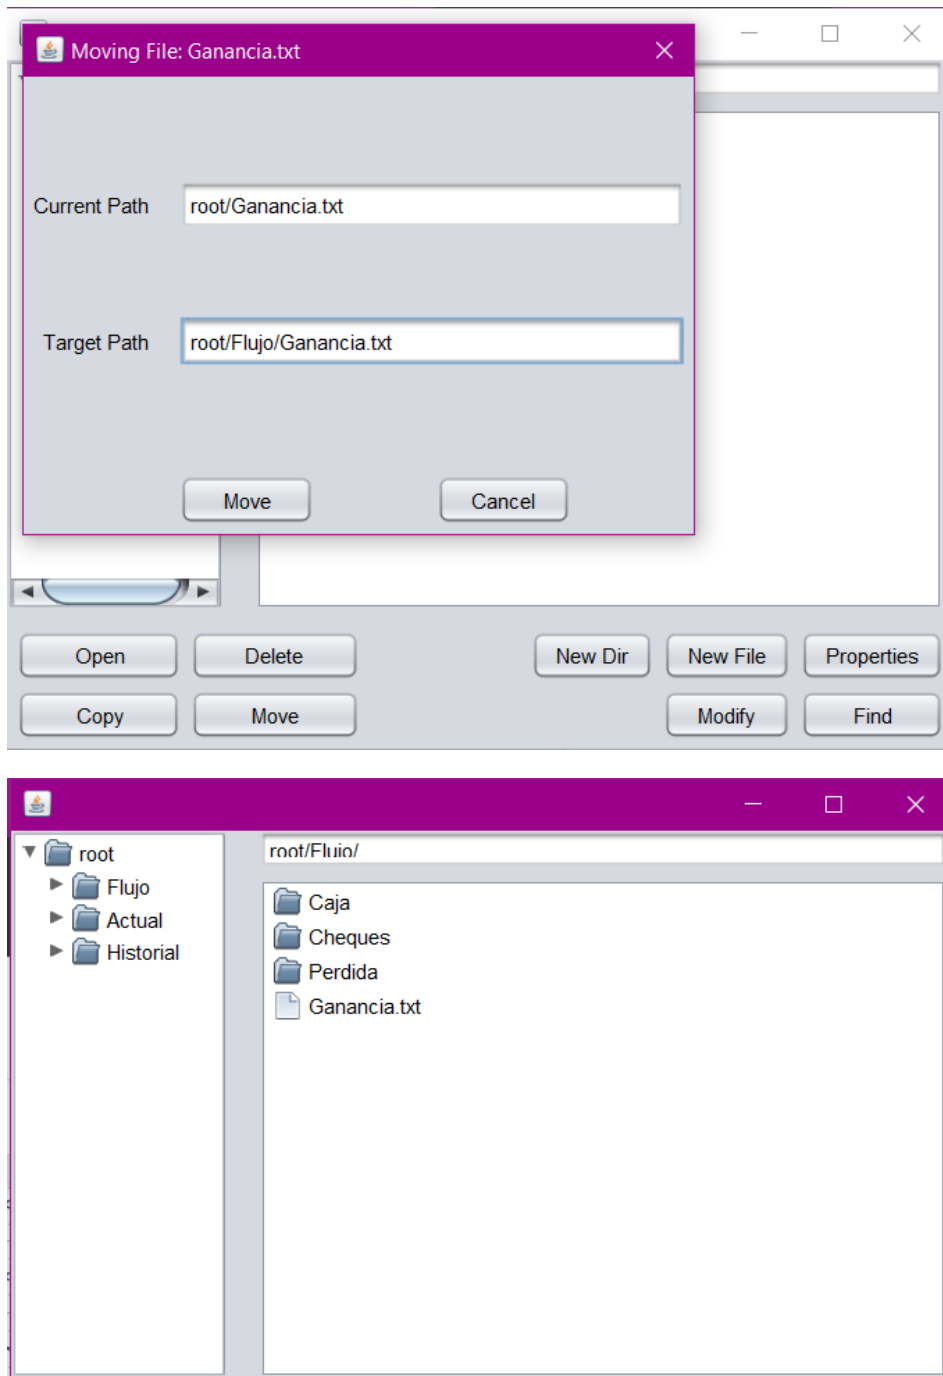 Moving File: Ganancia.txt
Current Path root/Ganancia.txt
Target Path root/Flujo/Ganancia.txt
Move Cancel
Open Delete New Dir New File Properties
Copy Move Modify Find
root root/Flujo/
Flujo Caja
Actual Cheques
Historial Perdida
Ganancia.txt